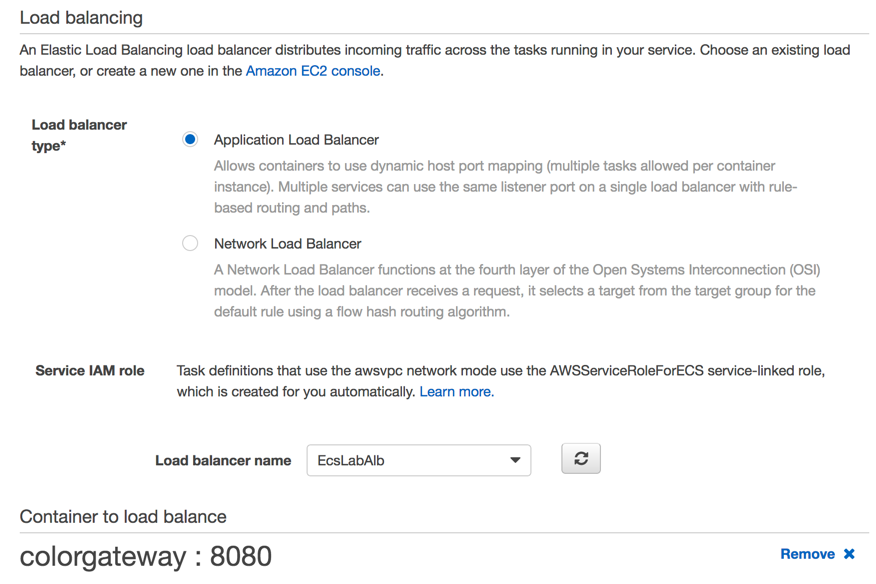 Load balancing
An Elastic Load Balancing load balancer distributes incoming traffic across the tasks running in your service. Choose an existing load
balancer, or create a new one in the Amazon EC2 console.
Load balancer
type*
Application Load Balancer
Allows containers to use dynamic host port mapping (multiple tasks allowed per container
instance). Multiple services can use the same listener port on a single load balancer with rule-
based routing and paths.
Network Load Balancer
A Network Load Balancer functions at the fourth layer of the Open Systems Interconnection (OSI)
model. After the load balancer receives a request, it selects a target from the target group for the
default rule using a flow hash routing algorithm.
Service IAM role
Task definitions that use the awsvpc network mode use the AWSServiceRoleForECS service-linked role,
which is created for you automatically. Learn more.
Load balancer name
EcsLabAlb
Container to load balance
colorgateway : 8080
Remove